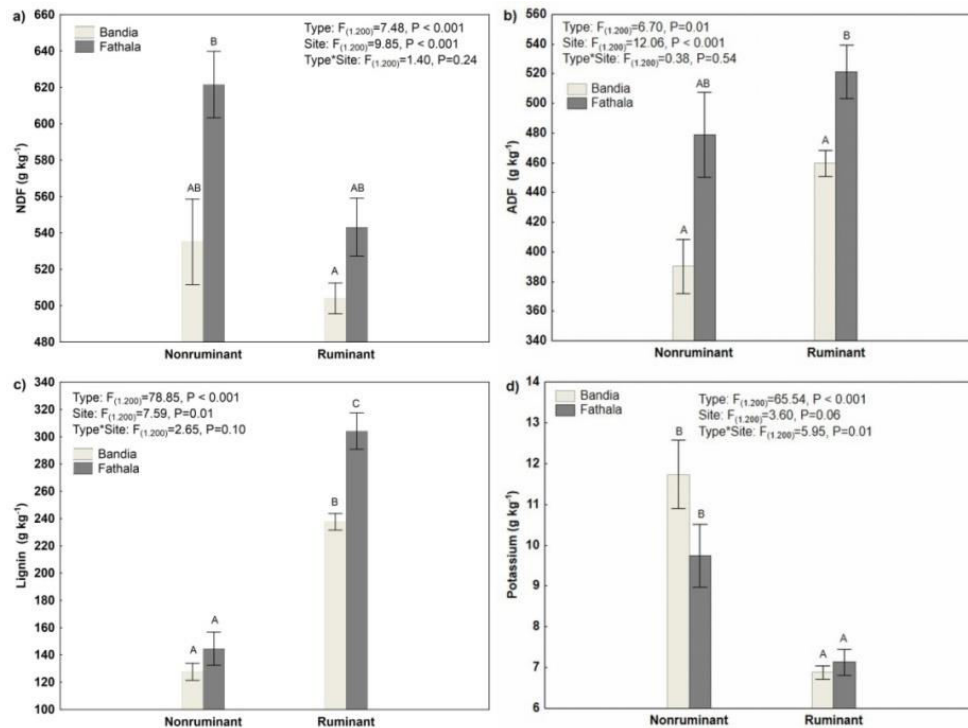 a)
NDF (g kg⁻¹)
660
640
620
600
580
560
540
520
500
480
Bandia
Fathala
Type: F(1.200)=7.48, P < 0.001
Site: F(1.200)=9.85, P < 0.001
Type*Site: F(1.200)=1.40, P=0.24
AB
B
A
AB
Nonruminant
Ruminant
b)
ADF (g kg⁻¹)
560
540
520
500
480
460
440
420
400
380
360
340
Type: F(1.200)=6.70, P=0.01
Site: F(1.200)=12.06, P < 0.001
Type*Site: F(1.200)=0.38, P=0.54
Bandia
Fathala
A
AB
A
B
Nonruminant
Ruminant
c)
Lignin (g kg⁻¹)
340
320
300
280
260
240
220
200
180
160
140
120
100
Type: F(1.200)=78.85, P < 0.001
Site: F(1.200)=7.59, P=0.01
Type*Site: F(1.200)=2.65, P=0.10
Bandia
Fathala
A
A
B
C
Nonruminant
Ruminant
d)
Potassium (g kg⁻¹)
14
13
12
11
10
9
8
7
6
Bandia
Fathala
Type: F(1.200)=65.54, P < 0.001
Site: F(1.200)=3.60, P=0.06
Type*Site: F(1.200)=5.95, P=0.01
B
B
A
A
Nonruminant
Ruminant